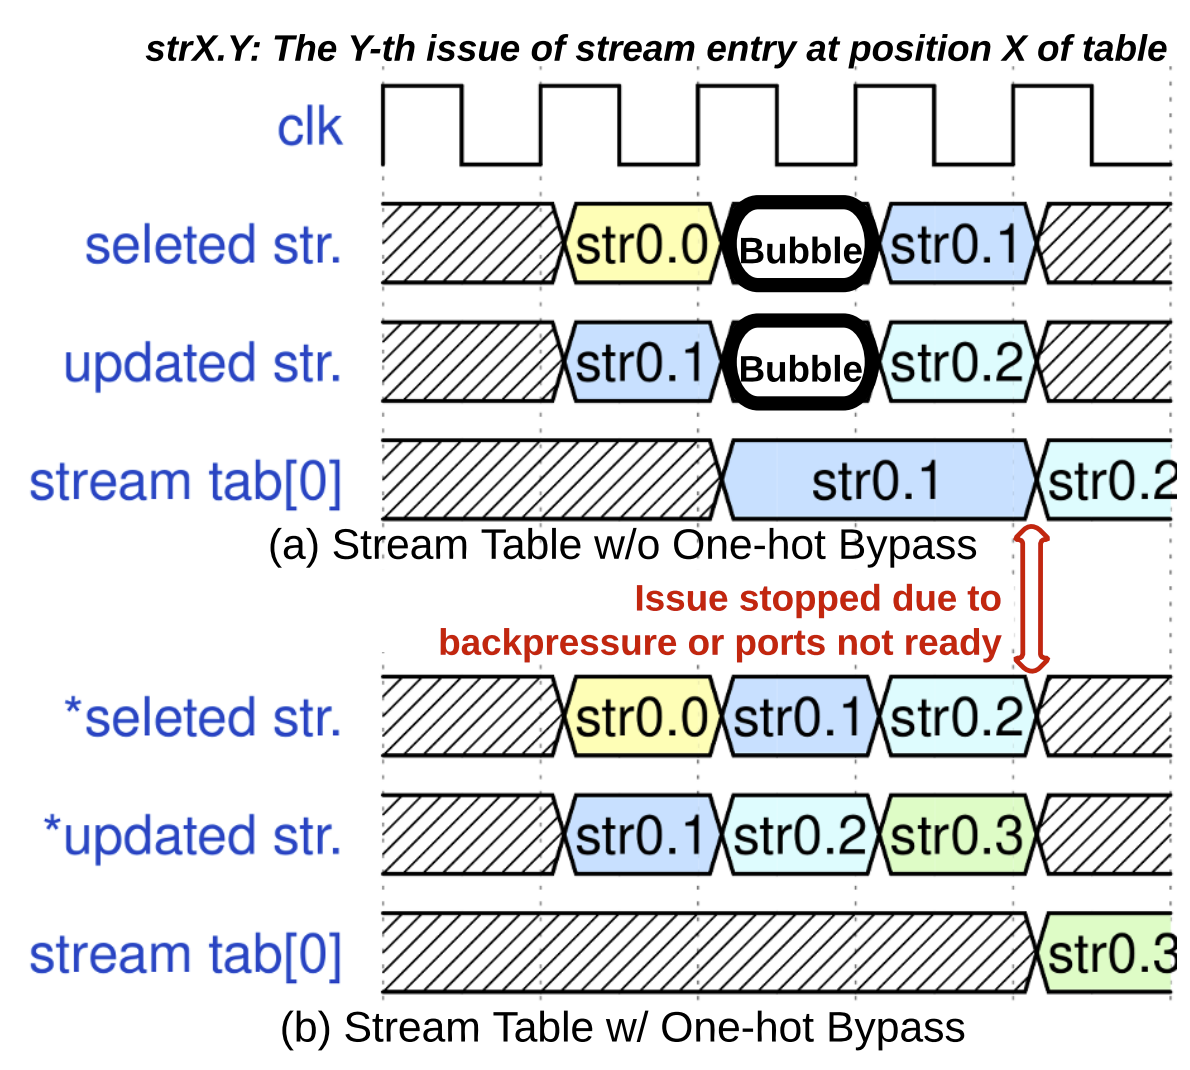 strX.Y: The Y-th issue of stream entry at position X of table
clk
seleted str. str0.0 Bubble str0.1
updated str. str0.1 Bubble str0.2
stream tab[0] str0.1 str0.2
(a) Stream Table w/o One-hot Bypass
Issue stopped due to
backpressure or ports not ready
*seleted str. str0.0 str0.1 str0.2
*updated str. str0.1 str0.2 str0.3
stream tab[0] str0.3
(b) Stream Table w/ One-hot Bypass